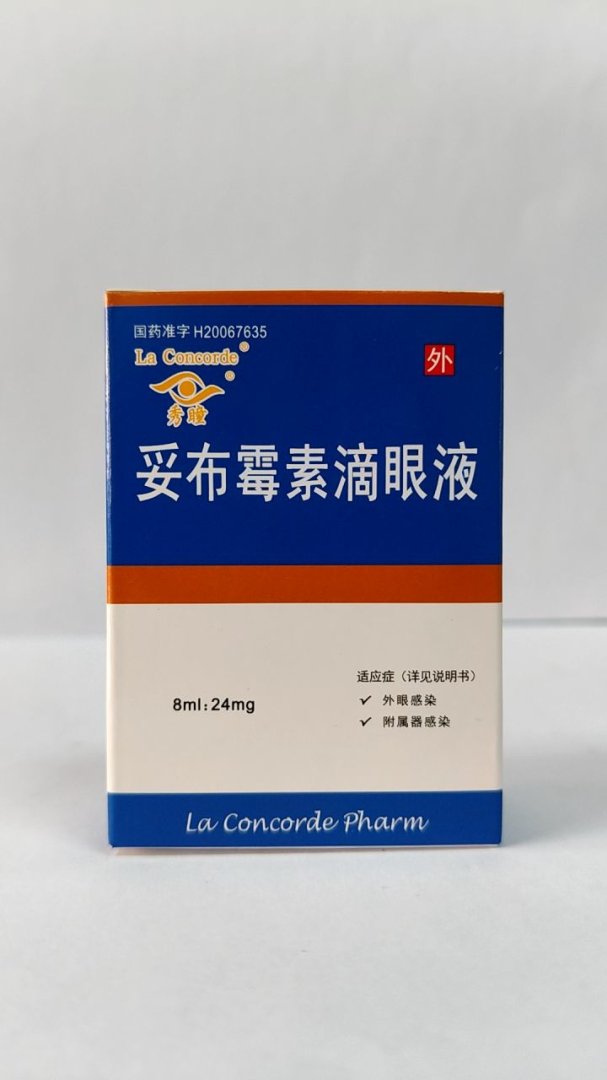 国药准字 H20067635
La Concorde®
外
®
秀瞳
妥布霉素滴眼液
适应症（详见说明书）
8ml：24mg
✓ 外眼感染
✓ 附属器感染
La Concorde Pharm